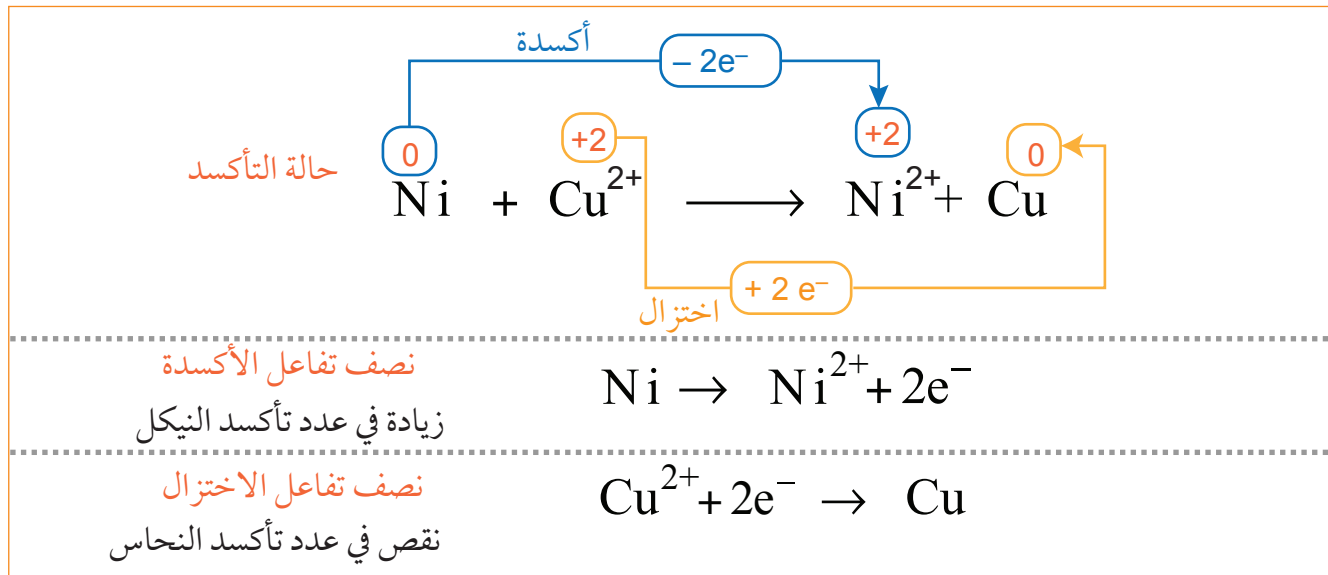 أكسدة
– 2e⁻
0 +2 +2 0
حالة التأكسد
Ni + Cu²⁺ ⟶ Ni²⁺ + Cu
+ 2 e⁻
اختزال
نصف تفاعل الأكسدة
Ni → Ni²⁺ + 2e⁻
زيادة في عدد تأكسد النيكل
نصف تفاعل الاختزال
Cu²⁺ + 2e⁻ → Cu
نقص في عدد تأكسد النحاس